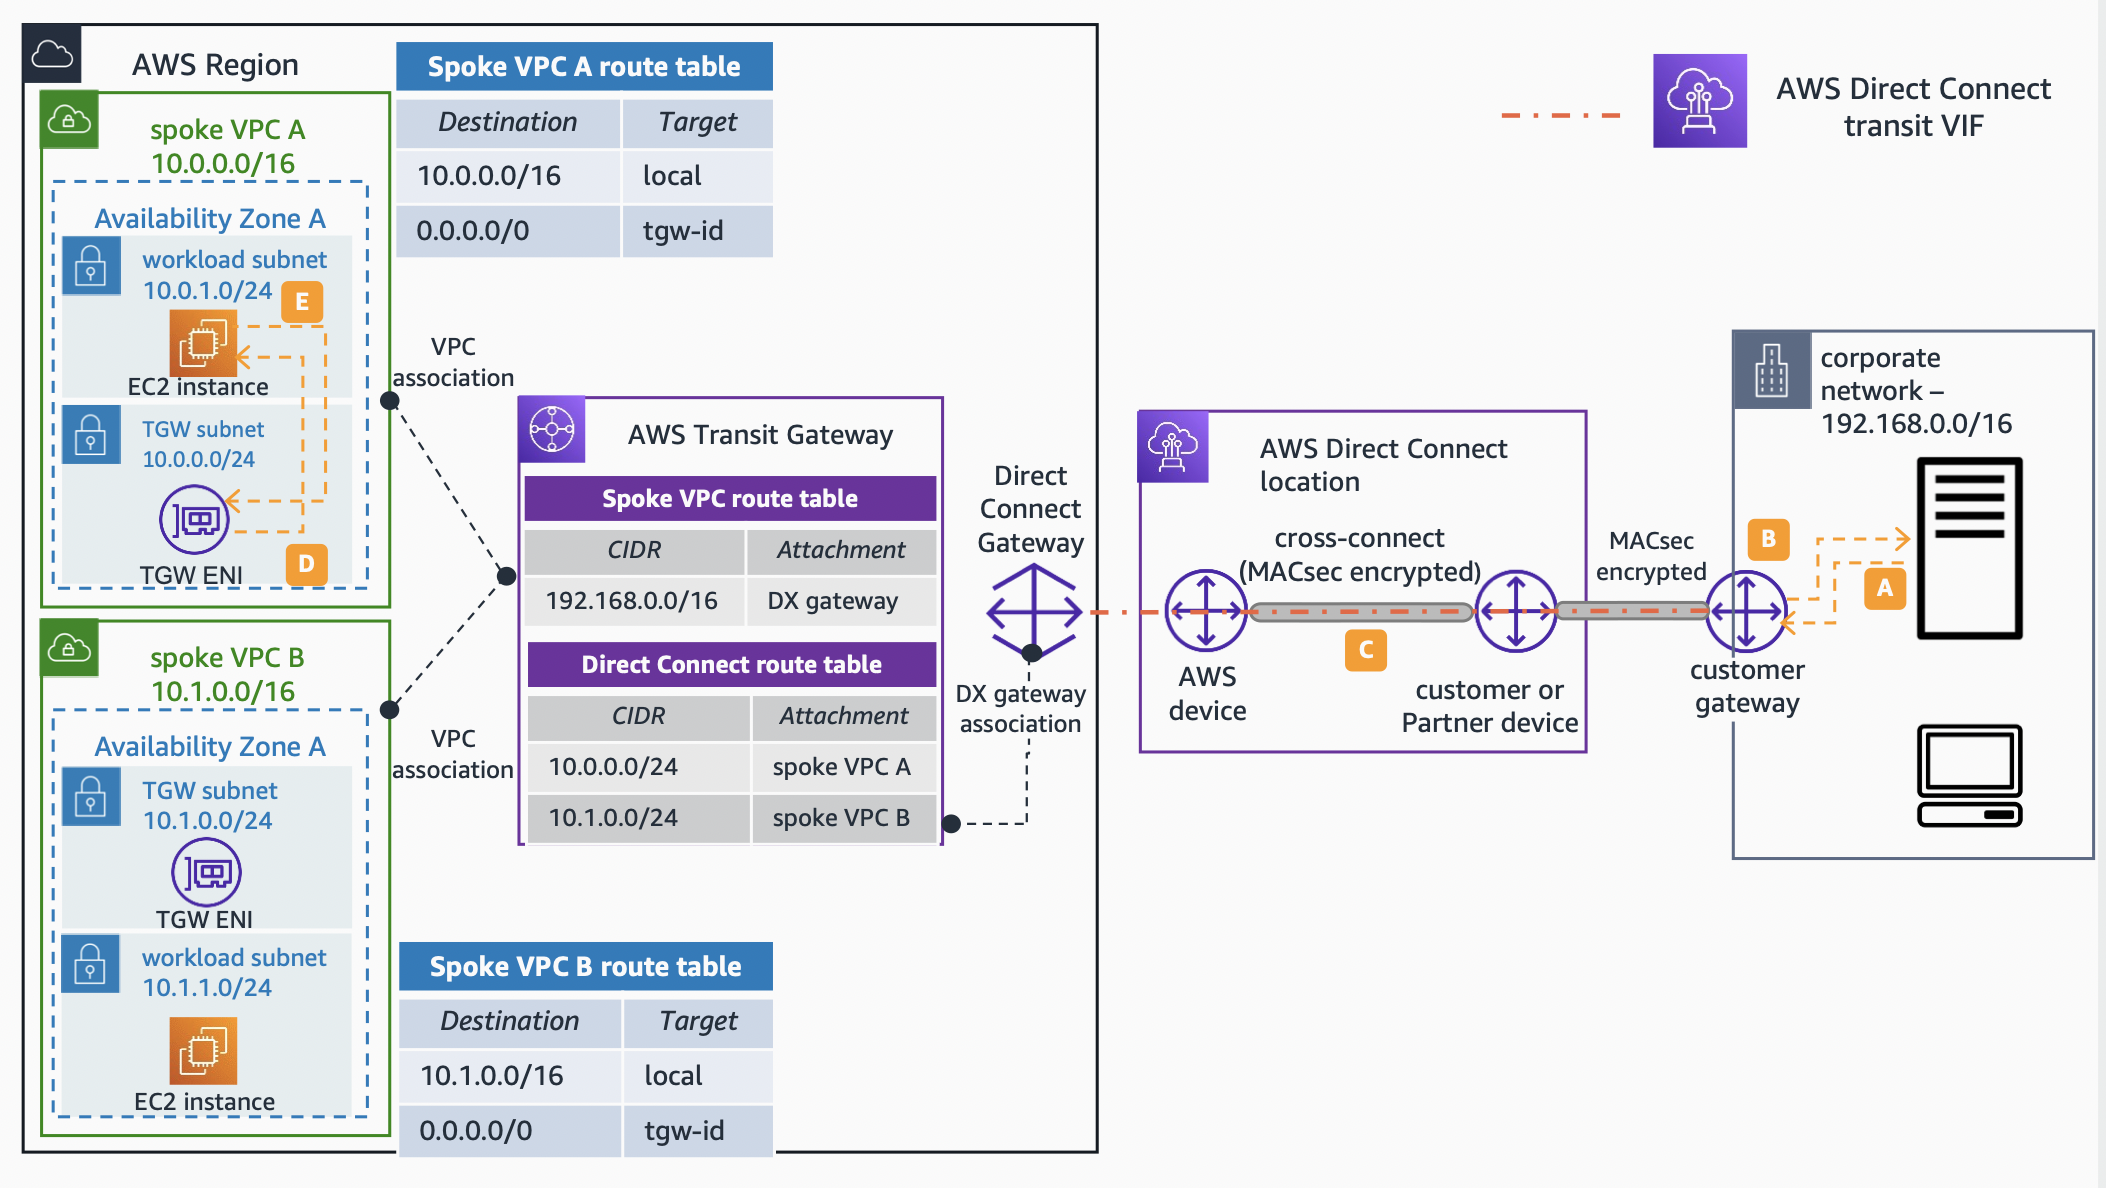 AWS Region
spoke VPC A
10.0.0.0/16
Availability Zone A
workload subnet
10.0.1.0/24
E
EC2 instance
TGW subnet
10.0.0.0/24
D
TGW ENI
spoke VPC B
10.1.0.0/16
Availability Zone A
TGW subnet
10.1.0.0/24
TGW ENI
workload subnet
10.1.1.0/24
EC2 instance
Spoke VPC A route table
Destination Target
10.0.0.0/16 local
0.0.0.0/0 tgw-id
VPC
association
VPC
association
AWS Transit Gateway
Spoke VPC route table
CIDR Attachment
192.168.0.0/16 DX gateway
Direct Connect route table
CIDR Attachment
10.0.0.0/24 spoke VPC A
10.1.0.0/24 spoke VPC B
Spoke VPC B route table
Destination Target
10.1.0.0/16 local
0.0.0.0/0 tgw-id
Direct
Connect
Gateway
DX gateway
association
AWS Direct Connect
transit VIF
AWS Direct Connect
location
cross-connect
(MACsec encrypted)
C
AWS
device
customer or
Partner device
MACsec
encrypted
corporate
network –
192.168.0.0/16
B
A
customer
gateway